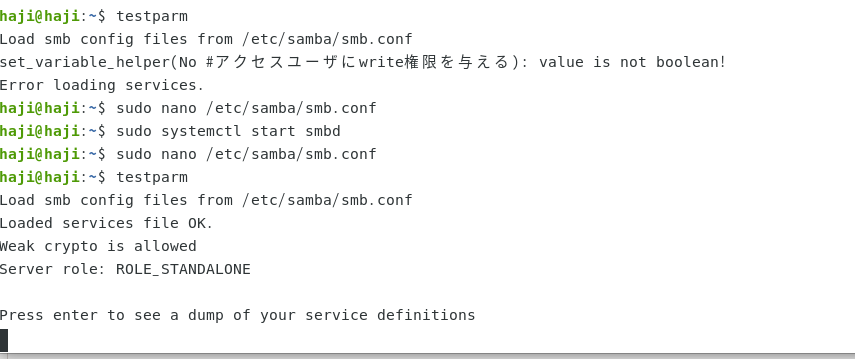 haji@haji:~$ testparm
Load smb config files from /etc/samba/smb.conf
set_variable_helper(No #アクセスユーザにwrite権限を与える): value is not boolean!
Error loading services.
haji@haji:~$ sudo nano /etc/samba/smb.conf
haji@haji:~$ sudo systemctl start smbd
haji@haji:~$ sudo nano /etc/samba/smb.conf
haji@haji:~$ testparm
Load smb config files from /etc/samba/smb.conf
Loaded services file OK.
Weak crypto is allowed
Server role: ROLE_STANDALONE
Press enter to see a dump of your service definitions